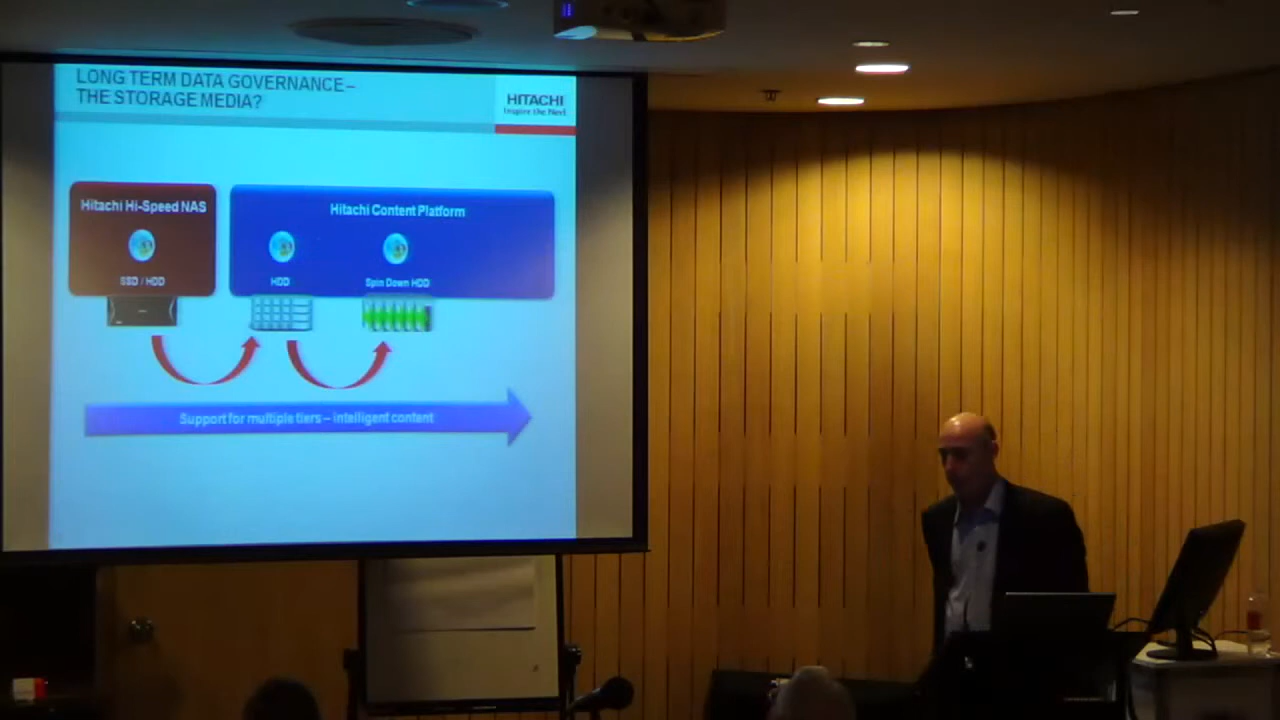 LONG TERM DATA GOVERNANCE–
THE STORAGE MEDIA?
HITACHI
Inspire the Next
Hitachi Hi-Speed NAS
SSD / HDD
Hitachi Content Platform
HDD
Spin Down HDD
Support for multiple tiers – intelligent content